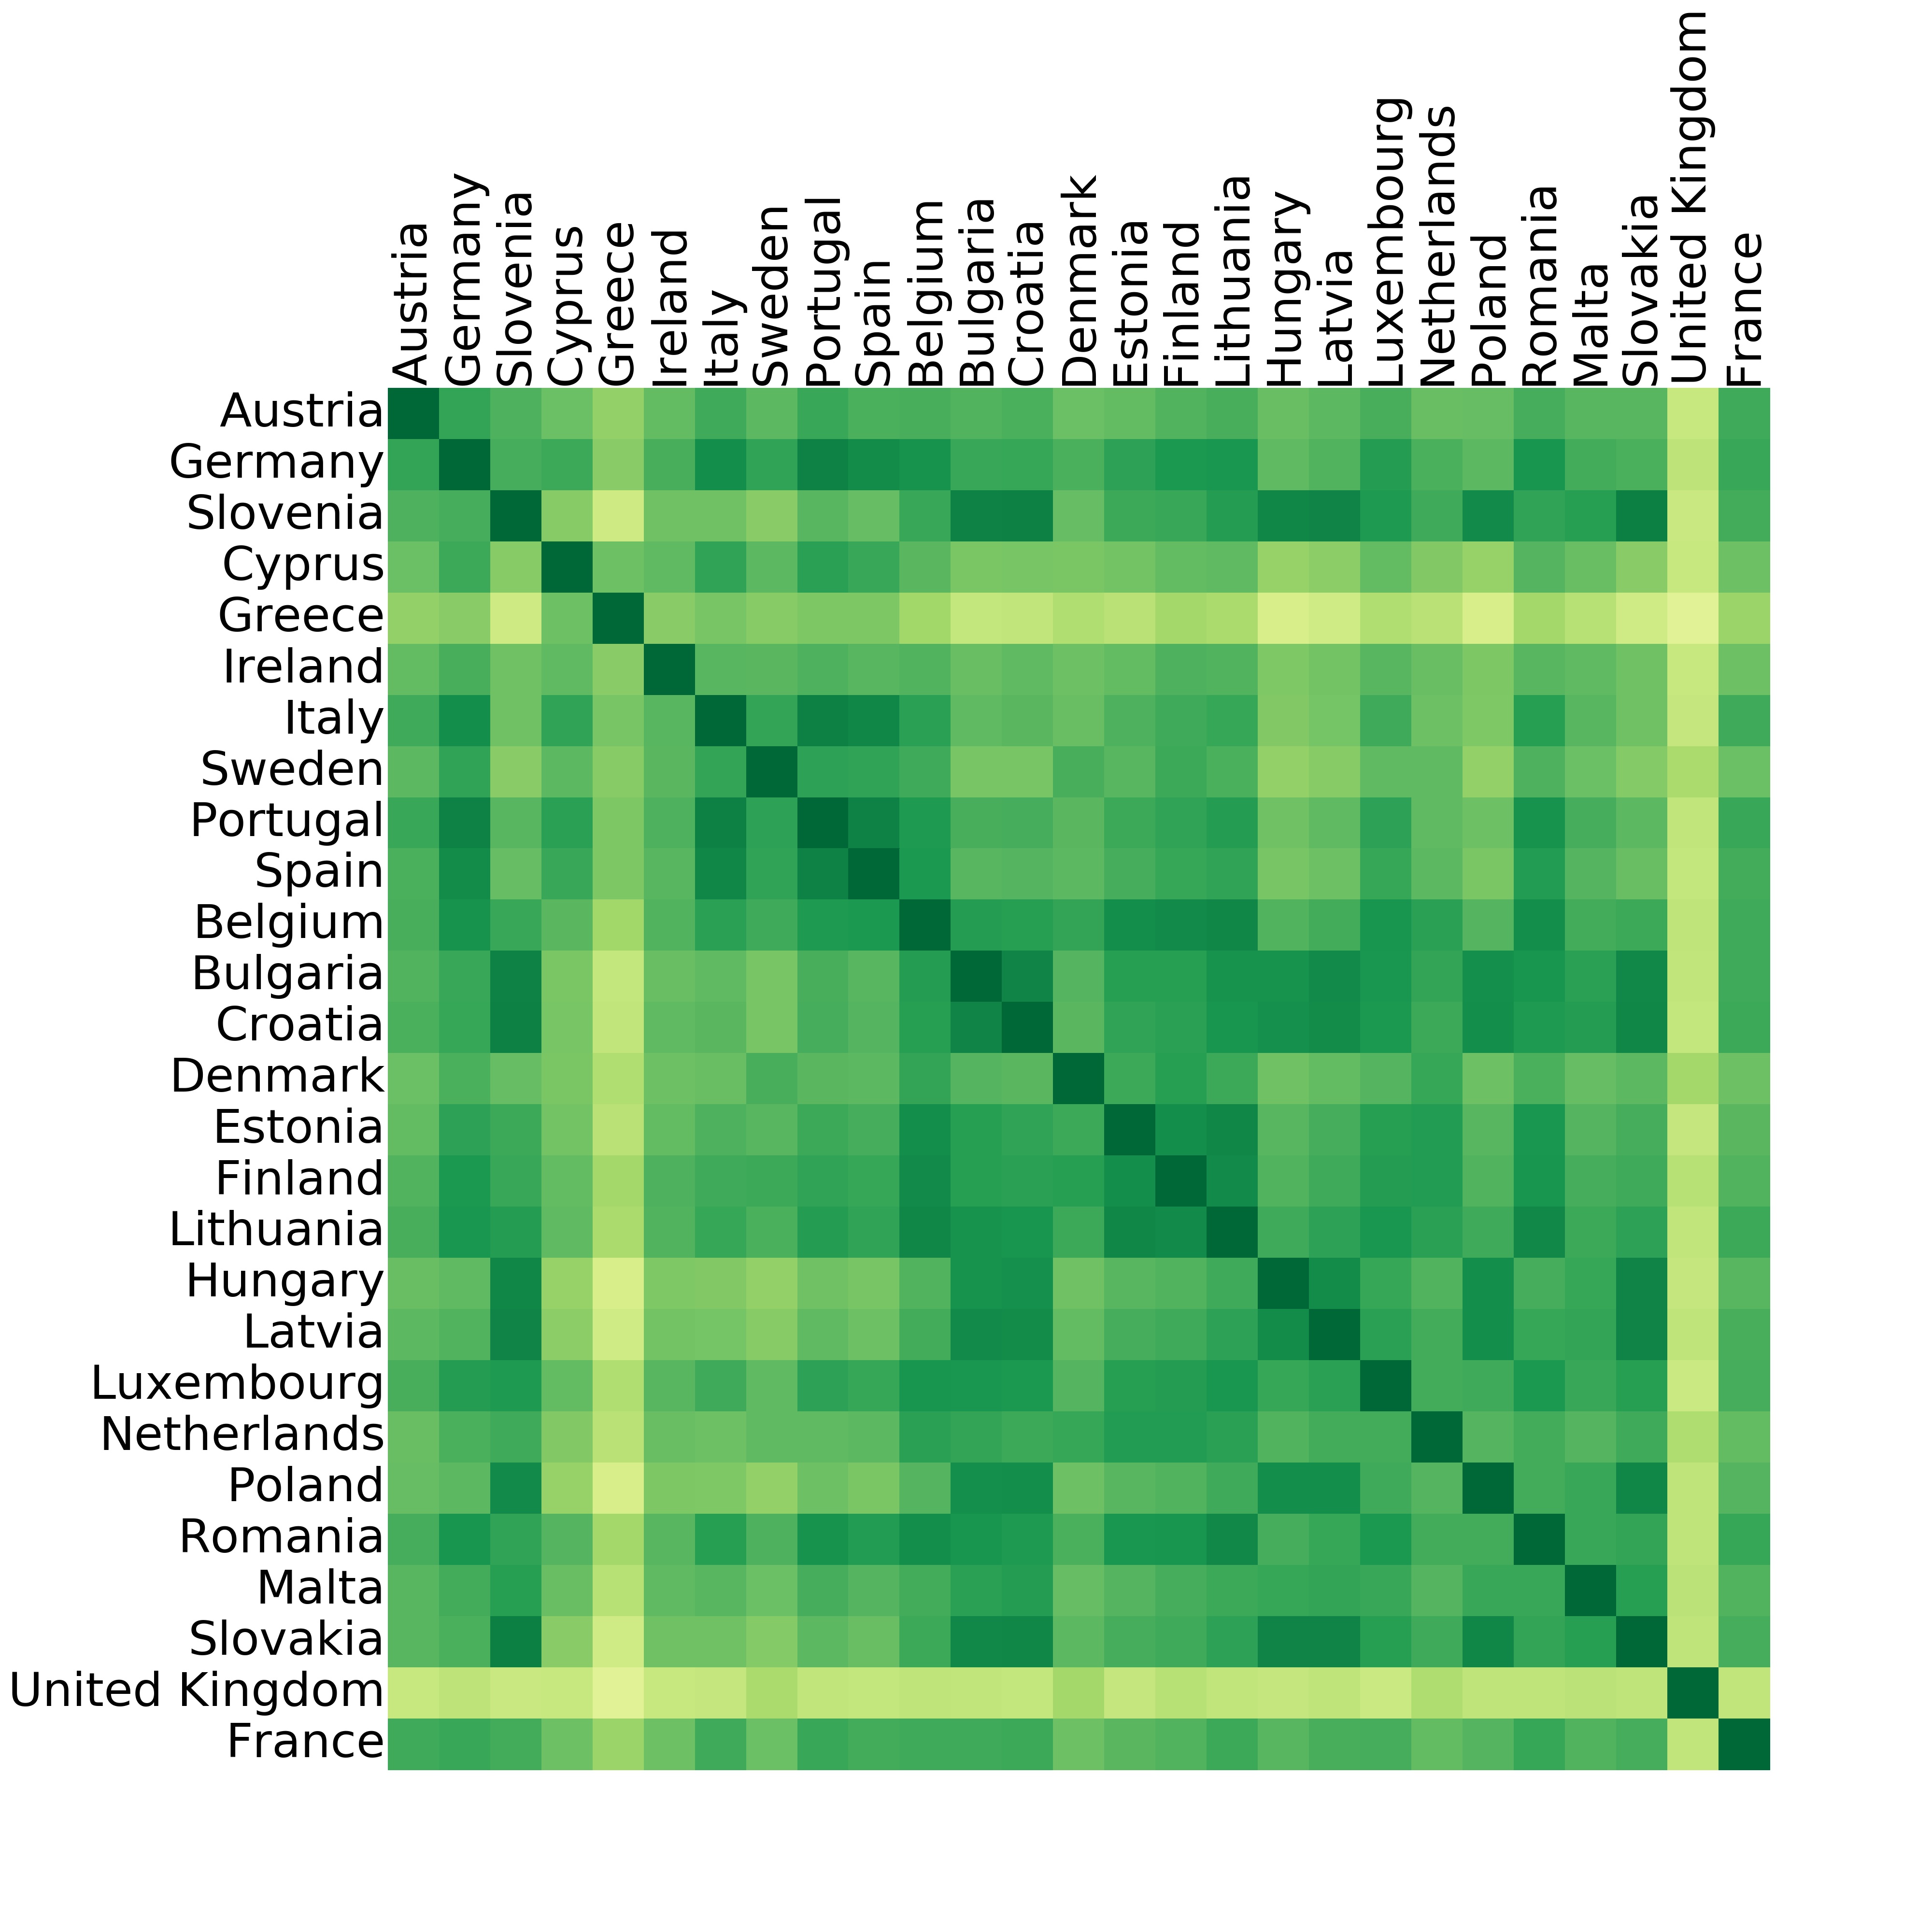 Austria
Germany
Slovenia
Cyprus
Greece
Ireland
Italy
Sweden
Portugal
Spain
Belgium
Bulgaria
Croatia
Denmark
Estonia
Finland
Lithuania
Hungary
Latvia
Luxembourg
Netherlands
Poland
Romania
Malta
Slovakia
United Kingdom
France
Austria
Germany
Slovenia
Cyprus
Greece
Ireland
Italy
Sweden
Portugal
Spain
Belgium
Bulgaria
Croatia
Denmark
Estonia
Finland
Lithuania
Hungary
Latvia
Luxembourg
Netherlands
Poland
Romania
Malta
Slovakia
United Kingdom
France